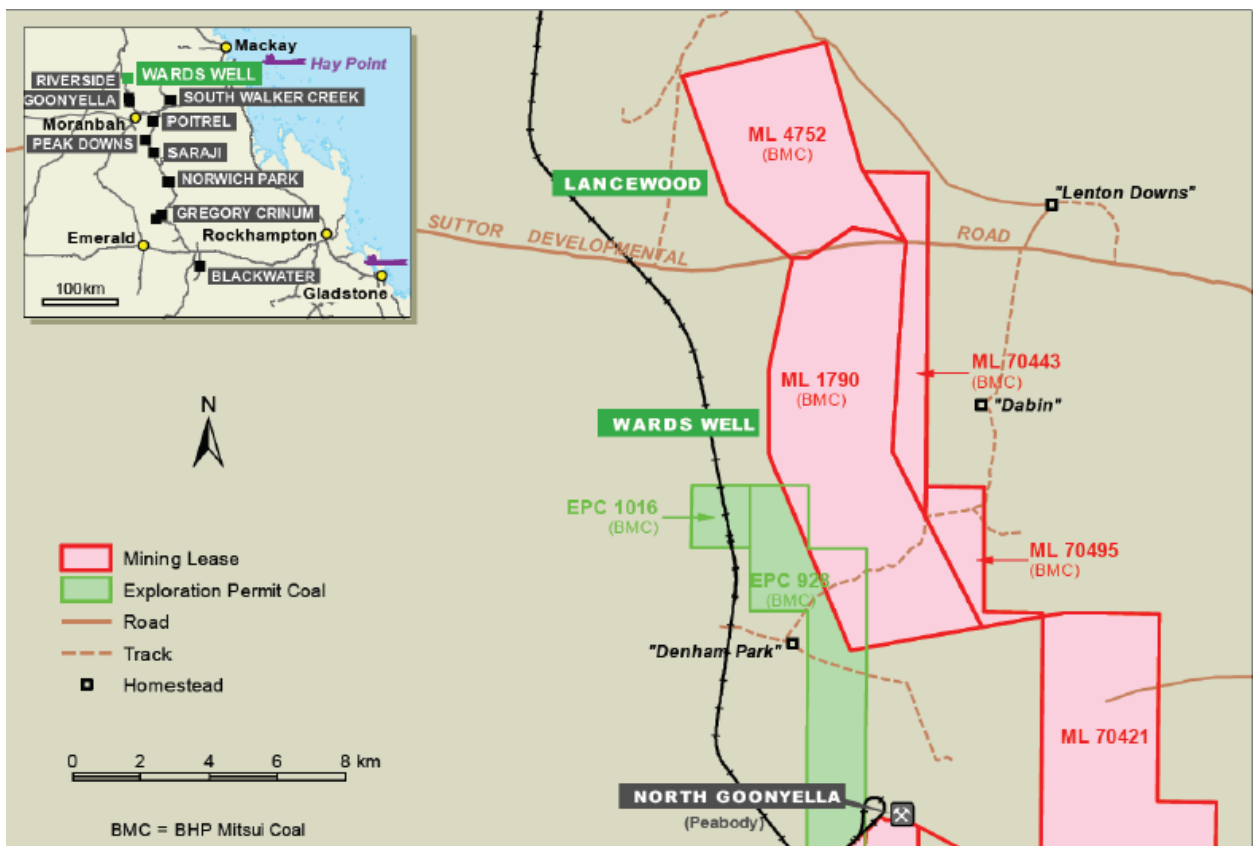 Mackay
Hay Point
RIVERSIDE
WARDS WELL
GOONYELLA
SOUTH WALKER CREEK
Moranbah
POITREL
PEAK DOWNS
SARAJI
NORWICH PARK
GREGORY CRINUM
Emerald
Rockhampton
BLACKWATER
100km
Gladstone
ML 4752
(BMC)
LANCEWOOD
"Lenton Downs"
SUTTOR DEVELOPMENTAL ROAD
ML 70443
(BMC)
ML 1790
(BMC)
"Dabin"
WARDS WELL
N
EPC 1016
(BMC)
ML 70495
(BMC)
EPC 928
(BMC)
"Denham Park"
Mining Lease
Exploration Permit Coal
Road
Track
Homestead
ML 70421
0 2 4 6 8 km
NORTH GOONYELLA
(Peabody)
BMC = BHP Mitsui Coal